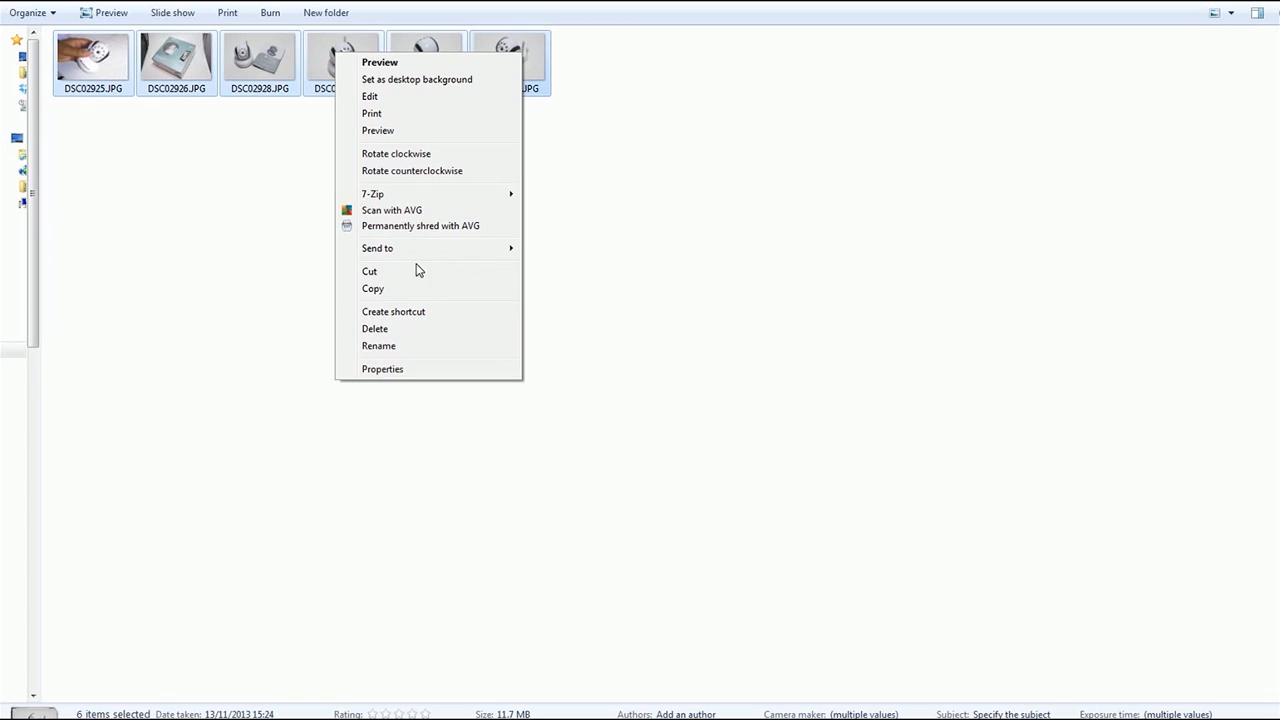 Organize Preview Slide show Print Burn New folder
DSC02925.JPG DSC02926.JPG DSC02928.JPG DSC0 JPG
Preview
Set as desktop background
Edit
Print
Preview
Rotate clockwise
Rotate counterclockwise
7-Zip
Scan with AVG
Permanently shred with AVG
Send to
Cut
Copy
Create shortcut
Delete
Rename
Properties
6 items selected Date taken: 13/11/2013 15:24 Rating: Size: 11.7 MB Authors: Add an author Camera maker: (multiple values) Subject: Specify the subject Exposure time: (multiple values)